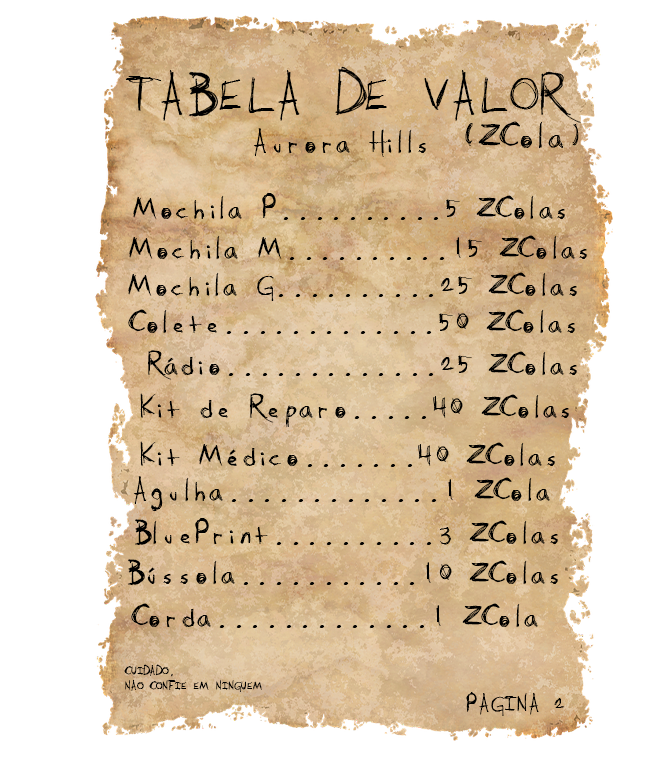 TABELA DE VALOR
(ZCola)
Aurora Hills
Mochila P..........5 ZColas
Mochila M..........15 ZColas
Mochila G..........25 ZColas
Colete.............50 ZColas
Rádio.............25 ZColas
Kit de Reparo.....40 ZColas
Kit Médico.......40 ZColas
Agulha.............1 ZCola
BluePrint..........3 ZColas
Bússola...........10 ZColas
Corda.............1 ZCola
CUIDADO,
NAO CONFIE EM NINGUEM
PAGINA 2